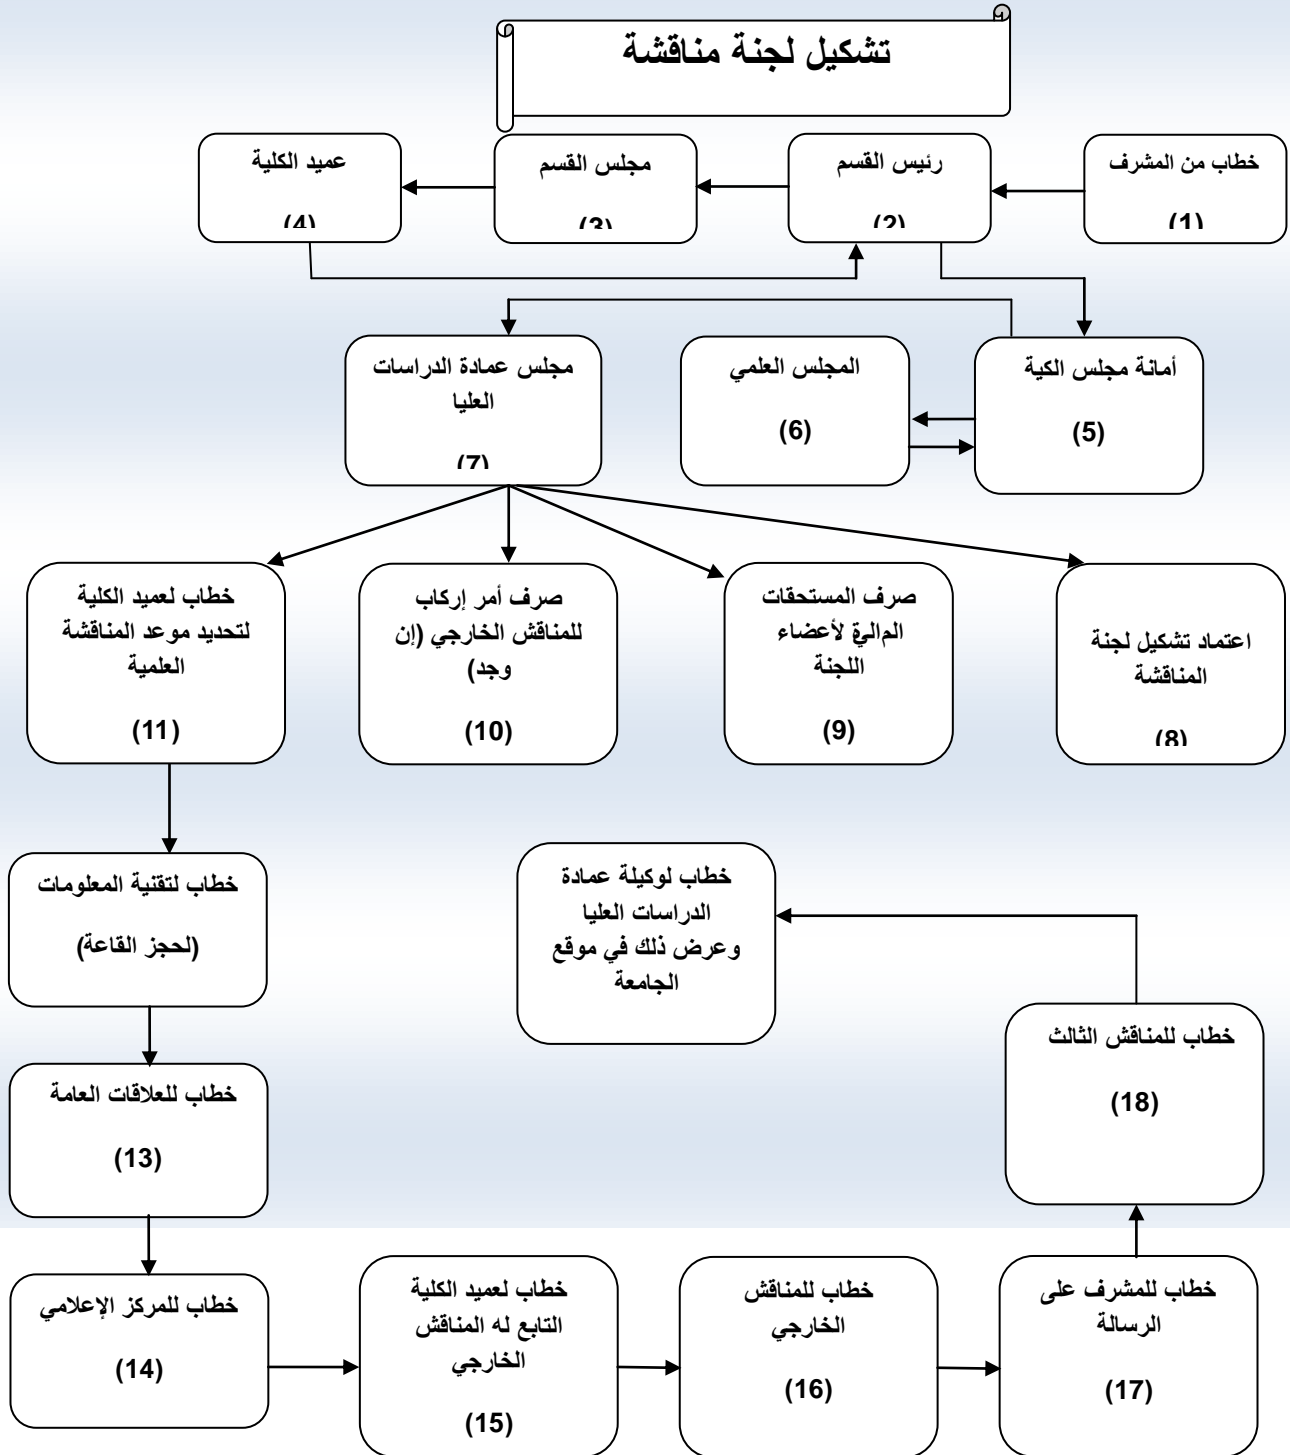 تشكيل لجنة مناقشة
خطاب من المشرف
(1)
رئيس القسم
(2)
مجلس القسم
(3)
عميد الكلية
(4)
أمانة مجلس الكية
(5)
المجلس العلمي
(6)
مجلس عمادة الدراسات
العليا
(7)
اعتماد تشكيل لجنة
المناقشة
(8)
صرف المستحقات
المالية لأعضاء
اللجنة
(9)
صرف أمر إركاب
للمناقش الخارجي (إن
وجد)
(10)
خطاب لعميد الكلية
لتحديد موعد المناقشة
العلمية
(11)
خطاب لتقنية المعلومات
(لحجز القاعة)
خطاب للعلاقات العامة
(13)
خطاب للمركز الإعلامي
(14)
خطاب لعميد الكلية
التابع له المناقش
الخارجي
(15)
خطاب للمناقش
الخارجي
(16)
خطاب للمشرف على
الرسالة
(17)
خطاب للمناقش الثالث
(18)
خطاب لوكيلة عمادة
الدراسات العليا
وعرض ذلك في موقع
الجامعة